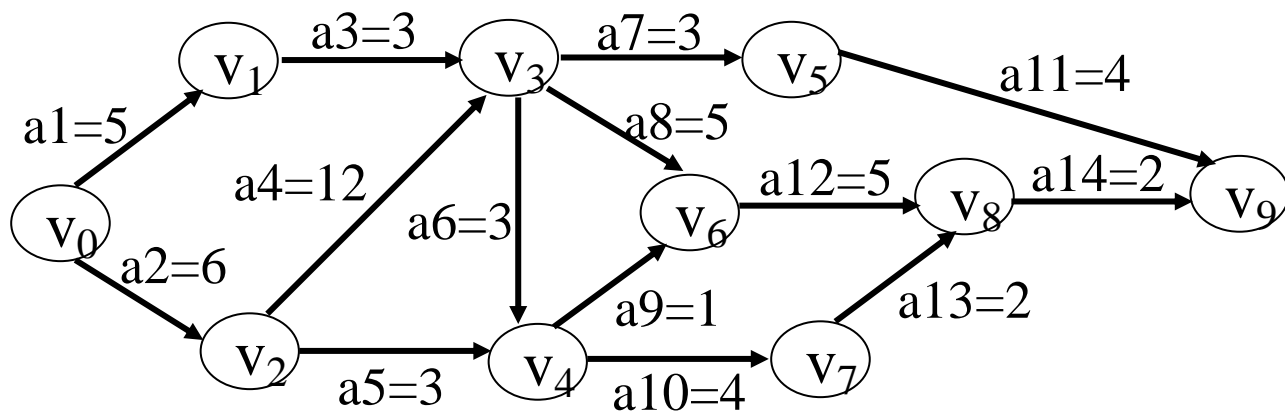 a3=3
a7=3
v₁
v₃
v₅
a11=4
a1=5
a8=5
a4=12
a12=5
a14=2
v₀
a6=3
v₆
v₈
v₉
a2=6
a9=1
a13=2
v₂
v₄
v₇
a5=3
a10=4